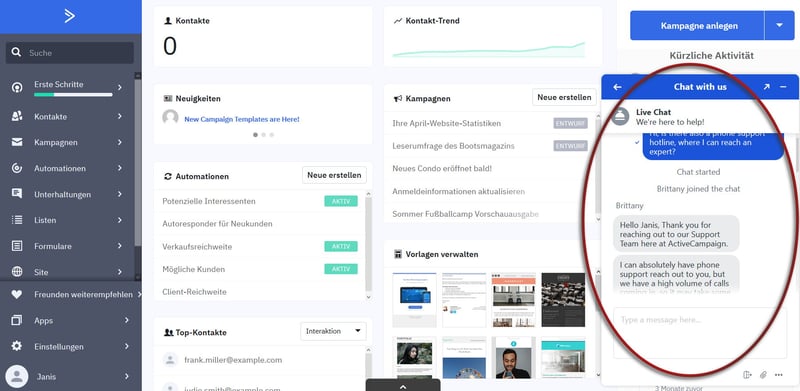 Suche
Erste Schritte
Kontakte
Kampagnen
Automationen
Unterhaltungen
Listen
Formulare
Site
Freunden weiterempfehlen
Apps
Einstellungen
Janis
Kontakte
0
Kontakt-Trend
Neuigkeiten
New Campaign Templates are Here!
Kampagnen
Neue erstellen
Ihre April-Website-Statistiken
ENTWURF
Leserumfrage des Bootsmagazins
ENTWURF
Neues Condo eröffnet bald!
Anmeldeinformationen aktualisieren
Sommer Fußballcamp Vorschauausgabe
Automationen
Neue erstellen
Potenzielle Interessenten
AKTIV
Autoresponder für Neukunden
Verkaufsreichweite
AKTIV
Mögliche Kunden
AKTIV
Client-Reichweite
Vorlagen verwalten
Top-Kontakte
Interaktion
frank.miller@example.com
Kampagne anlegen
Kürzliche Aktivität
Chat with us
Live Chat
We're here to help!
Hi, is there also a phone support
hotline, where I can reach an
expert?
Chat started
Brittany joined the chat
Brittany
Hello Janis, Thank you for
reaching out to our Support
Team here at ActiveCampaign.
I can absolutely have phone
support reach out to you, but
we have a high volume of calls
coming in, so it may take some
Type a message here...
3 Monate zuvor